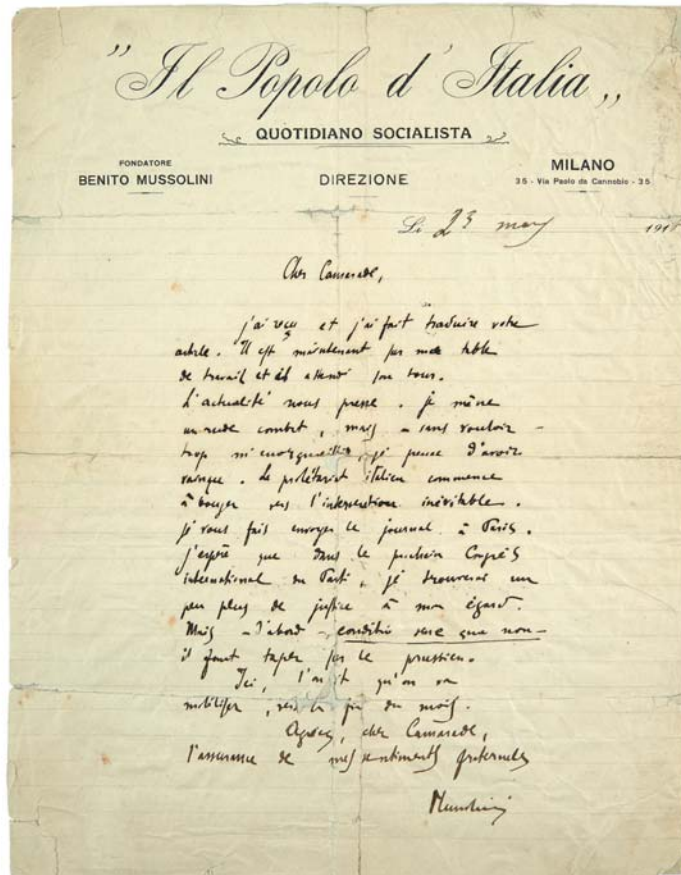 "Il Popolo d'Italia"
QUOTIDIANO SOCIALISTA
FONDATORE
BENITO MUSSOLINI
DIREZIONE
MILANO
35 - Via Paolo da Cannobio - 35
Li 23 mars 191
Cher Camarade,
j'ai reçu et j'ai fait traduire votre
article. Il est maintenant sur ma table
de travail et il attend son tour.
L'actualité nous presse. je mène
un rude combat, mais - sans vouloir -
trop m'enorgueillir, je pense d'avoir
vaincu. Le prolétariat italien commence
à bouger vers l'intervention inévitable.
je vous fais envoyer le journal à Paris.
j'espère que dans le prochain Congrès
international du Parti, je trouverai un
peu plus de justice à mon égard.
Mais - d'abord - conditio sine qua non -
il faut taper sur le prussien.
Ici, l'on dit qu'on va
mobiliser, vers la fin du mois.
Agréez, cher Camarade,
l'assurance de mes sentiments fraternels
Mussolini